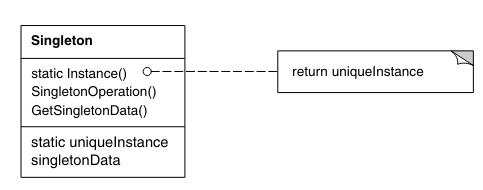 Singleton
static Instance()
SingletonOperation()
GetSingletonData()
static uniqueInstance
singletonData
return uniqueInstance